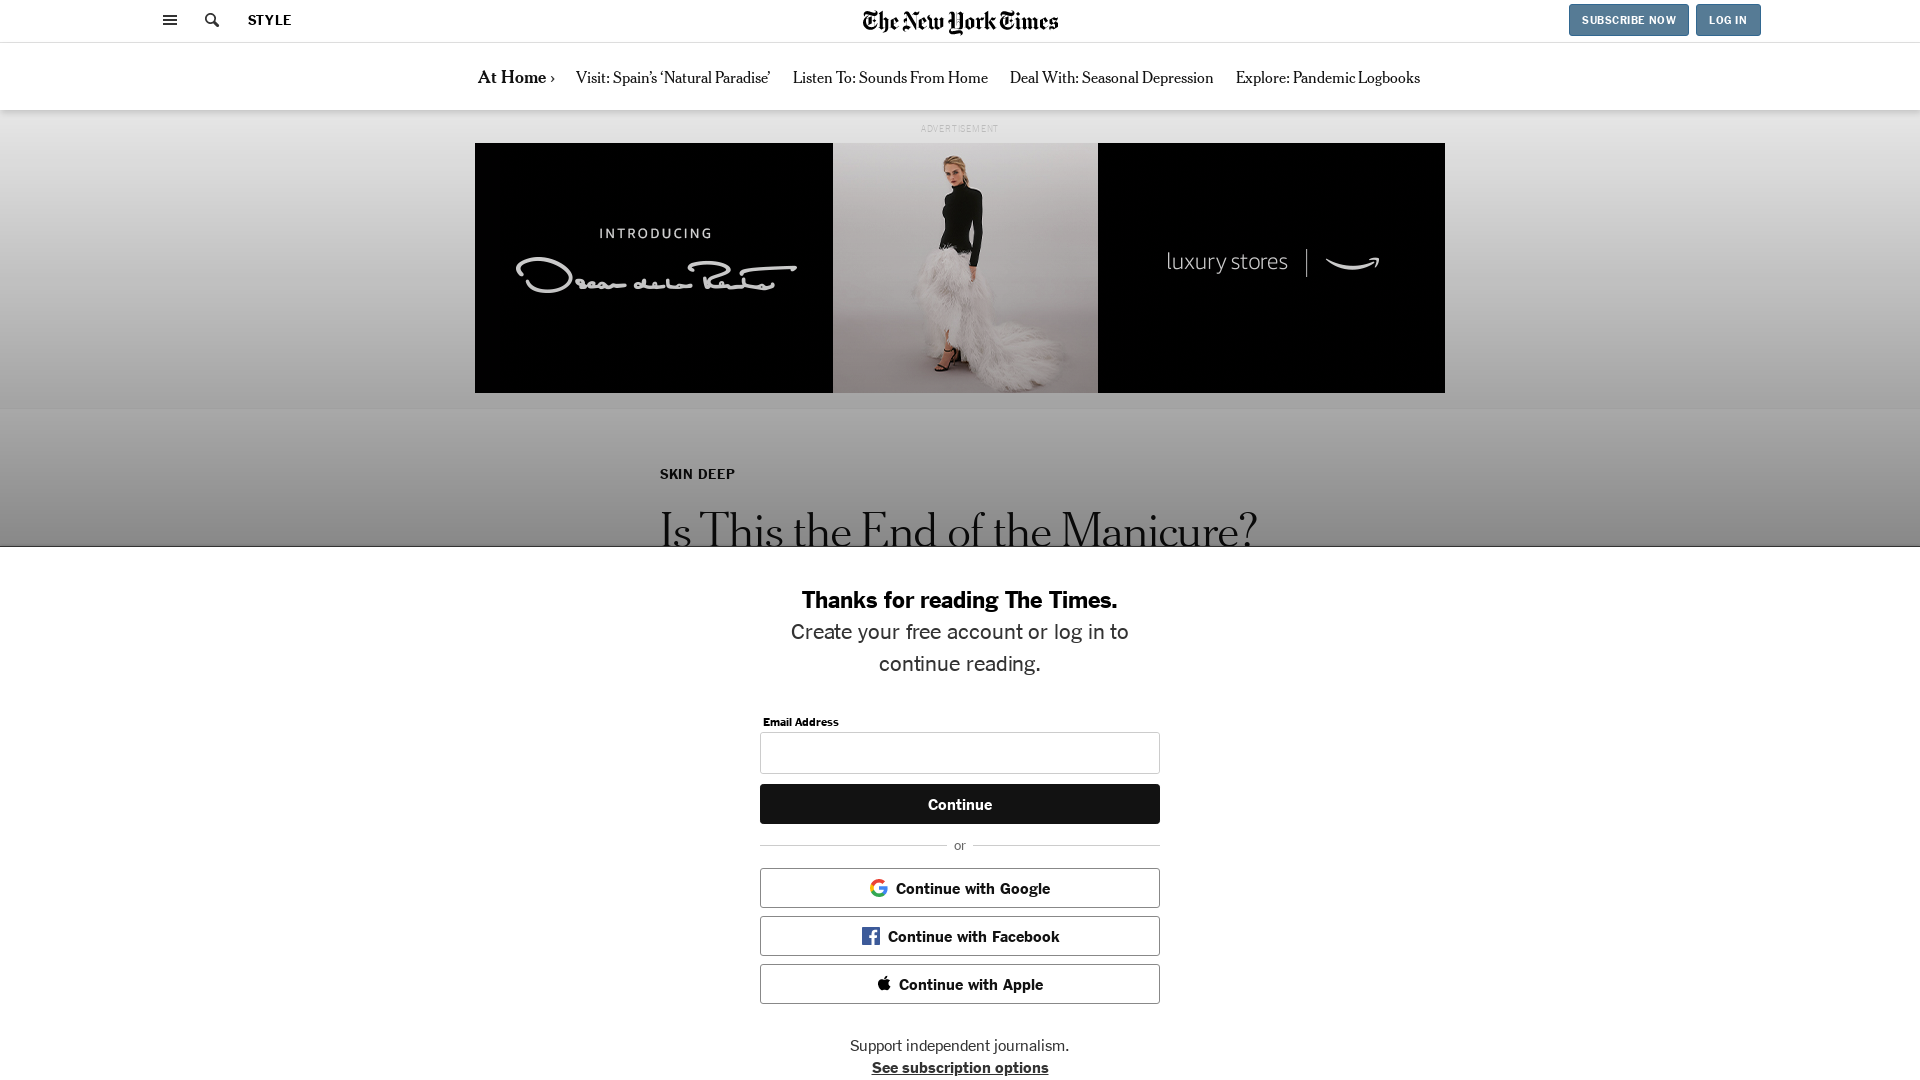 STYLE
The New York Times
SUBSCRIBE NOW
LOG IN
At Home ›
Visit: Spain’s ‘Natural Paradise’
Listen To: Sounds From Home
Deal With: Seasonal Depression
Explore: Pandemic Logbooks
ADVERTISEMENT
INTRODUCING
Oscar de la Renta
luxury stores
SKIN DEEP
Is This the End of the Manicure?
Thanks for reading The Times.
Create your free account or log in to
continue reading.
Email Address
Continue
or
Continue with Google
Continue with Facebook
Continue with Apple
Support independent journalism.
See subscription options